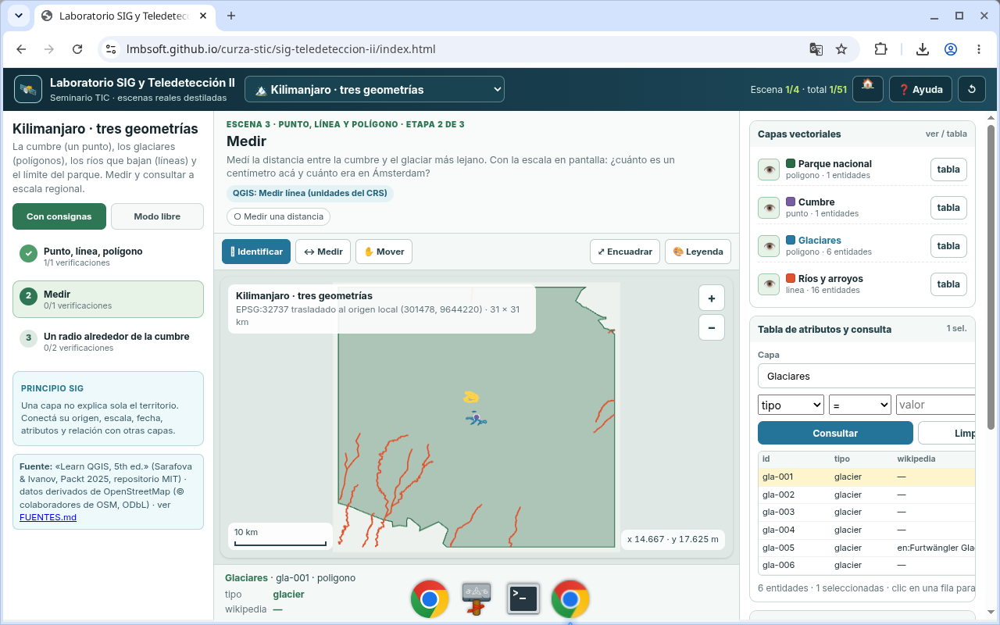 Laboratorio SIG y Teledetecc
lmbsoft.github.io/curza-stic/sig-teledeteccion-ii/index.html
Laboratorio SIG y Teledetección II
Seminario TIC · escenas reales destiladas
Kilimanjaro · tres geometrías
Escena 1/4 · total 1/51
Ayuda
Kilimanjaro · tres geometrías
La cumbre (un punto), los glaciares
(polígonos), los ríos que bajan (líneas) y
el límite del parque. Medir y consultar a
escala regional.
Con consignas
Modo libre
Punto, línea, polígono
1/1 verificaciones
2
Medir
0/1 verificaciones
3
Un radio alrededor de la cumbre
0/2 verificaciones
PRINCIPIO SIG
Una capa no explica sola el territorio.
Conectá su origen, escala, fecha,
atributos y relación con otras capas.
Fuente: «Learn QGIS, 5th ed.» (Sarafova
& Ivanov, Packt 2025, repositorio MIT) ·
datos derivados de OpenStreetMap (©
colaboradores de OSM, ODbL) · ver
FUENTES.md
ESCENA 3 · PUNTO, LÍNEA Y POLÍGONO · ETAPA 2 DE 3
Medir
Medí la distancia entre la cumbre y el glaciar más lejano. Con la escala en pantalla: ¿cuánto es un
centímetro acá y cuánto era en Ámsterdam?
QGIS: Medir línea (unidades del CRS)
Medir una distancia
Identificar
Medir
Mover
Encuadrar
Leyenda
Kilimanjaro · tres geometrías
EPSG:32737 trasladado al origen local (301478, 9644220) · 31 × 31
km
+
−
10 km
x 14.667 · y 17.625 m
Glaciares · gla-001 · poligono
tipo glacier
wikipedia —
Capas vectoriales
ver / tabla
Parque nacional
poligono · 1 entidades
tabla
Cumbre
punto · 1 entidades
tabla
Glaciares
poligono · 6 entidades
tabla
Ríos y arroyos
linea · 16 entidades
tabla
Tabla de atributos y consulta
1 sel.
Capa
Glaciares
tipo = valor
Consultar
Limp
id tipo wikipedia
gla-001 glacier —
gla-002 glacier —
gla-003 glacier —
gla-004 glacier —
gla-005 glacier en:Furtwängler Gla
gla-006 glacier —
6 entidades · 1 seleccionadas · clic en una fila para